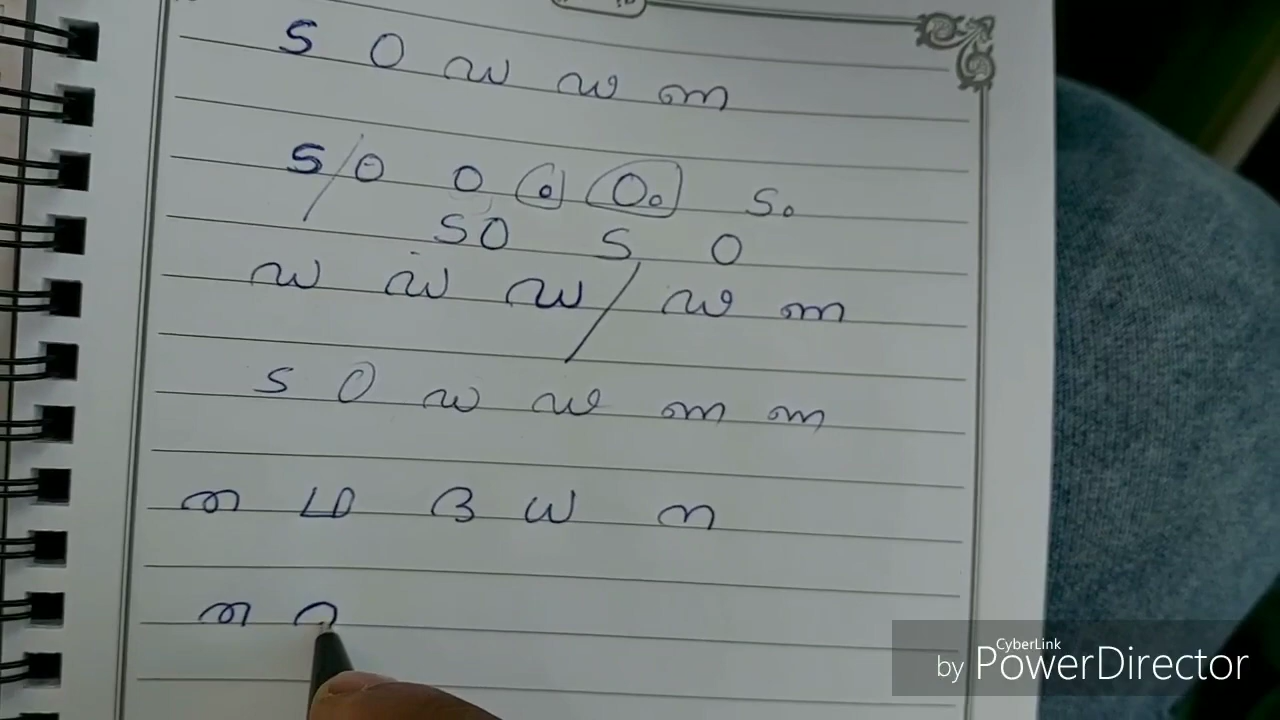 ട ഠ ഡ ഢ ണ
ട / ഠ ഠ ം ഠം ടം
ടഠ ട ഠ
ഡ ഡ ഡ / ഢ ണ
ട ഠ ഡ ഢ ണ ണ
ത ഥ ദ ധ ന
ത
by CyberLink PowerDirector